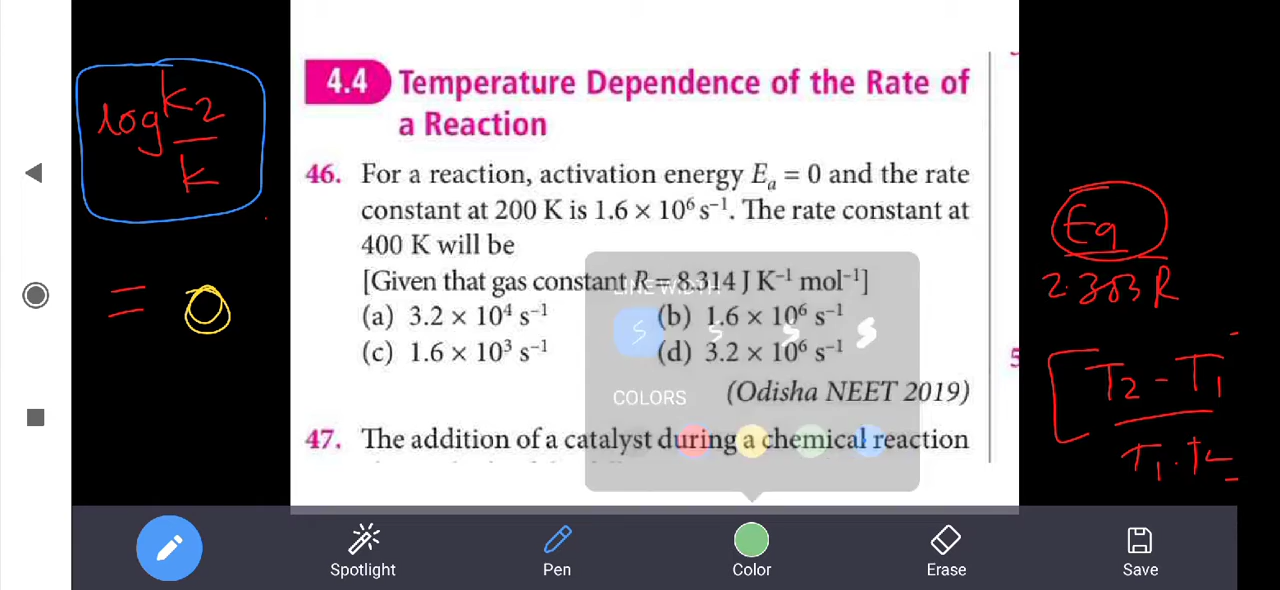 log k2
k
= 0
4.4 Temperature Dependence of the Rate of
a Reaction
46. For a reaction, activation energy Eₐ = 0 and the rate
constant at 200 K is 1.6 × 10⁶ s⁻¹. The rate constant at
400 K will be
[Given that gas constant R = 8.314 J K⁻¹ mol⁻¹]
(a) 3.2 × 10⁴ s⁻¹ (b) 1.6 × 10⁶ s⁻¹
(c) 1.6 × 10³ s⁻¹ (d) 3.2 × 10⁶ s⁻¹
(Odisha NEET 2019)
47. The addition of a catalyst during a chemical reaction
LINE WIDTH
COLORS
Ea
2.303 R
[T2 - T1
T1.
5
Spotlight Pen Color Erase Save